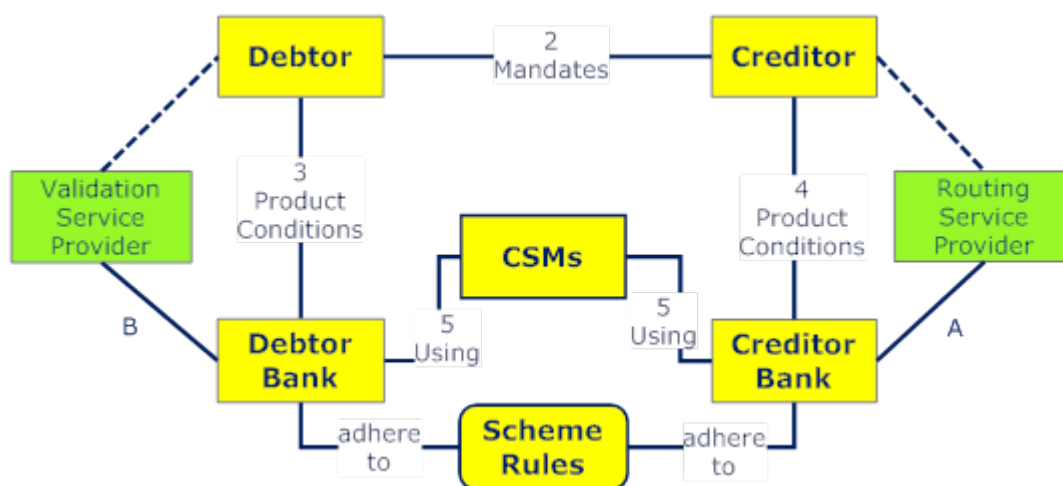 Debtor
2
Mandates
Creditor
Validation
Service
Provider
3
Product
Conditions
4
Product
Conditions
Routing
Service
Provider
CSMs
B
5
Using
5
Using
A
Debtor
Bank
Creditor
Bank
adhere
to
Scheme
Rules
adhere
to